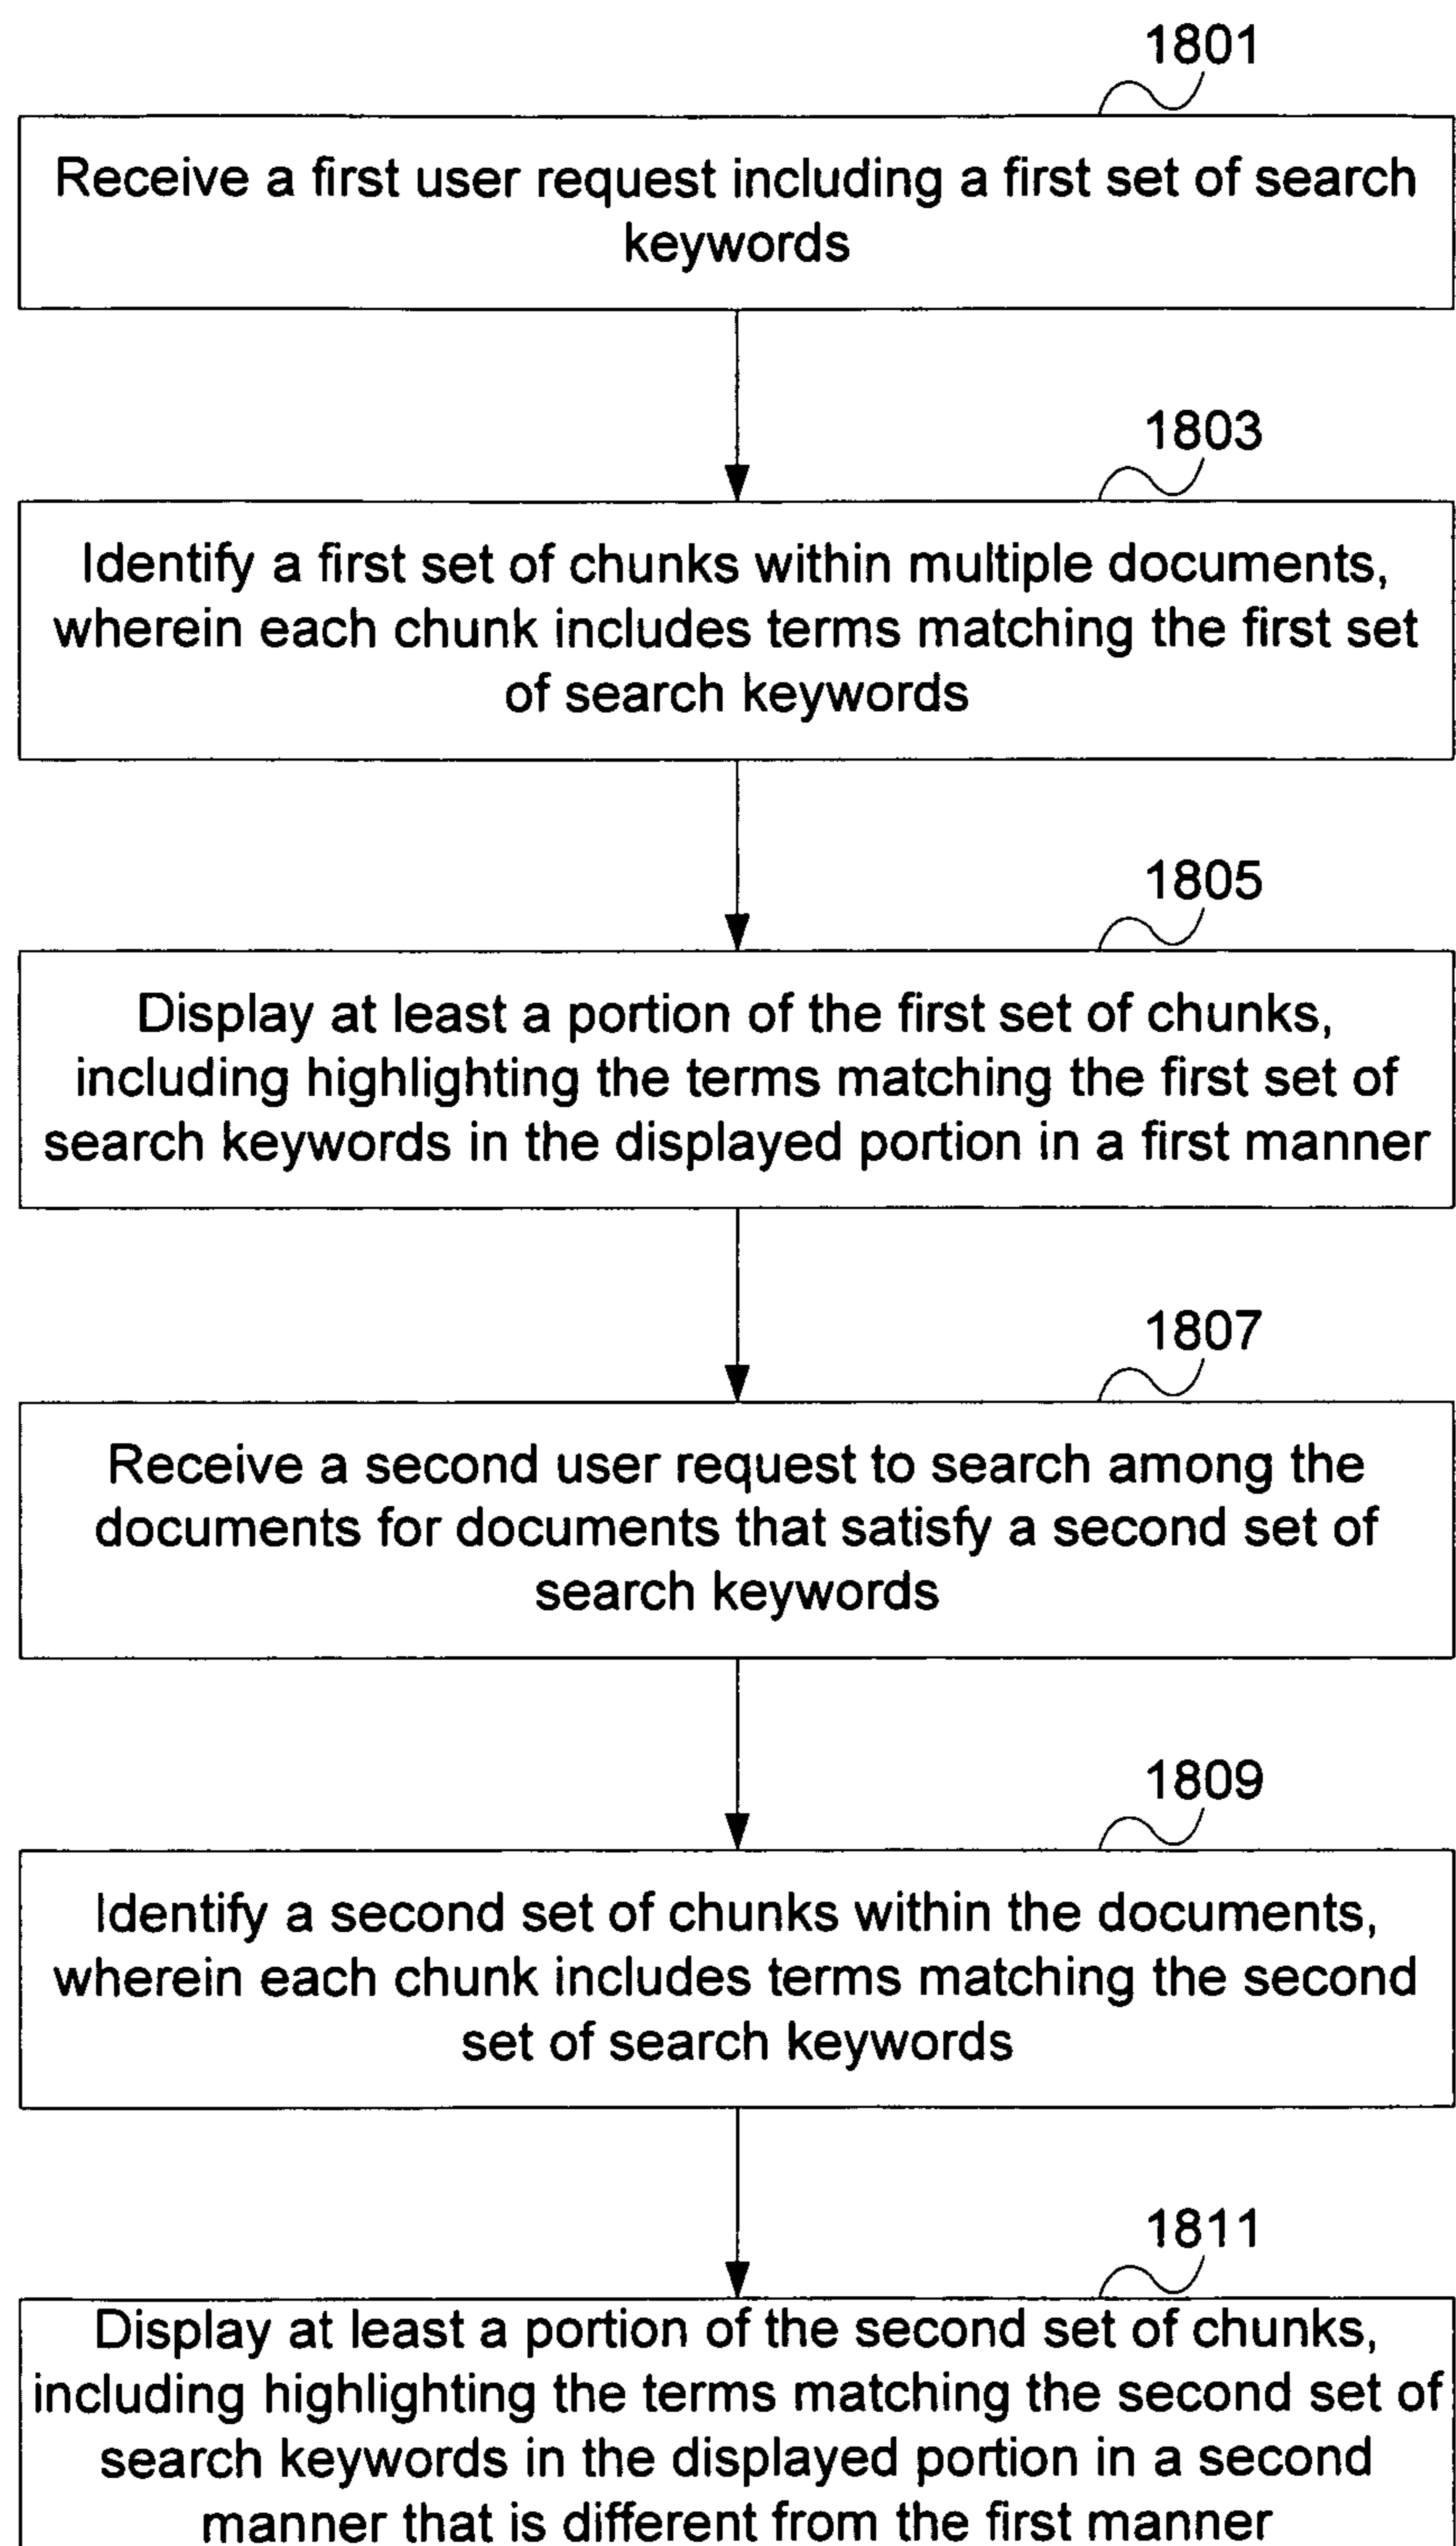 1801
Receive a first user request including a first set of search
keywords
1803
Identify a first set of chunks within multiple documents,
wherein each chunk includes terms matching the first set
of search keywords
1805
Display at least a portion of the first set of chunks,
including highlighting the terms matching the first set of
search keywords in the displayed portion in a first manner
1807
Receive a second user request to search among the
documents for documents that satisfy a second set of
search keywords
1809
Identify a second set of chunks within the documents,
wherein each chunk includes terms matching the second
set of search keywords
1811
Display at least a portion of the second set of chunks,
including highlighting the terms matching the second set of
search keywords in the displayed portion in a second
manner that is different from the first manner